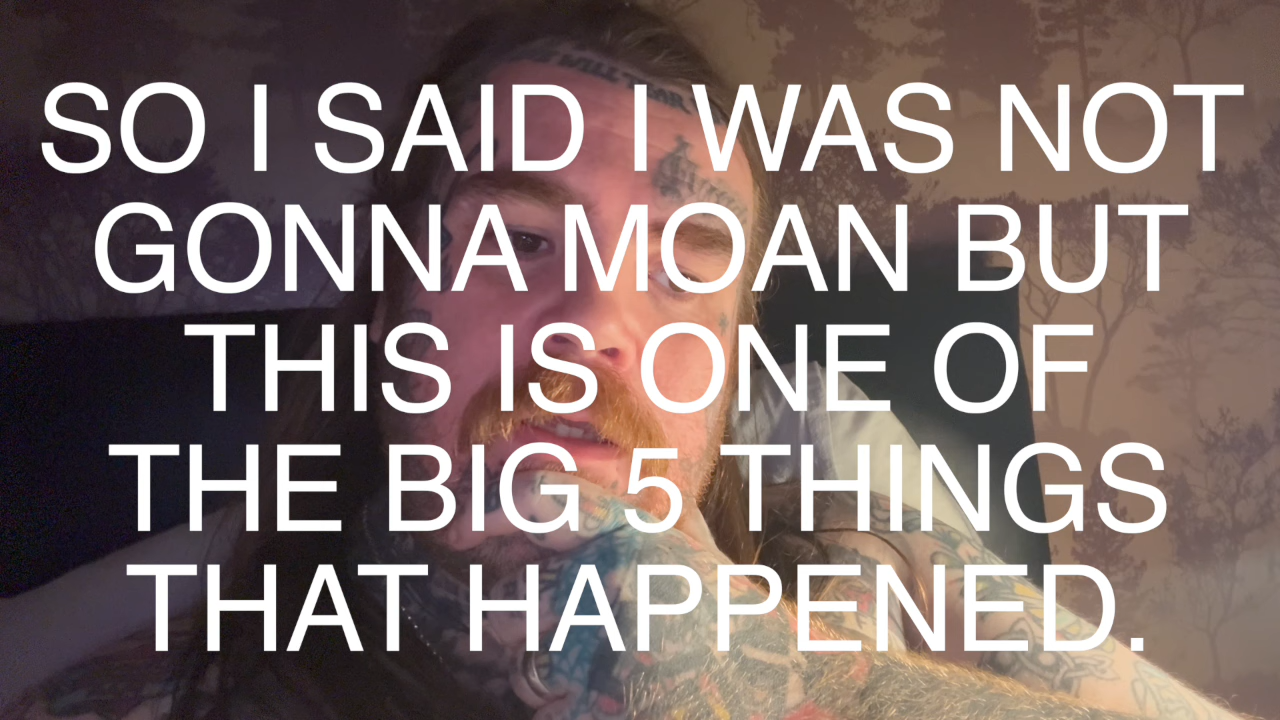 SO I SAID I WAS NOT
GONNA MOAN BUT
THIS IS ONE OF
THE BIG 5 THINGS
THAT HAPPENED.